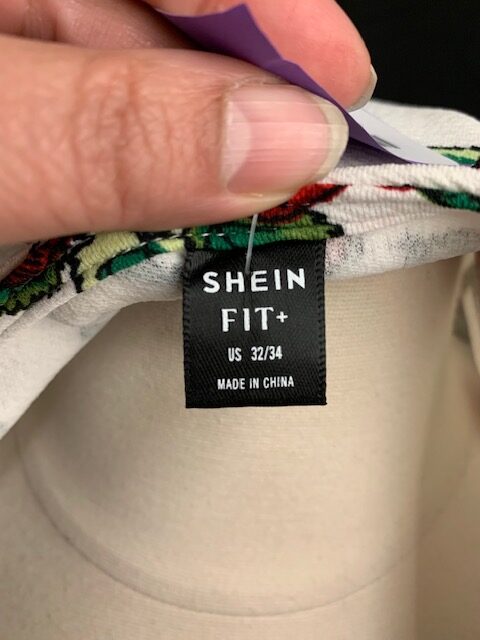 SHEIN
FIT+
US 32/34
MADE IN CHINA